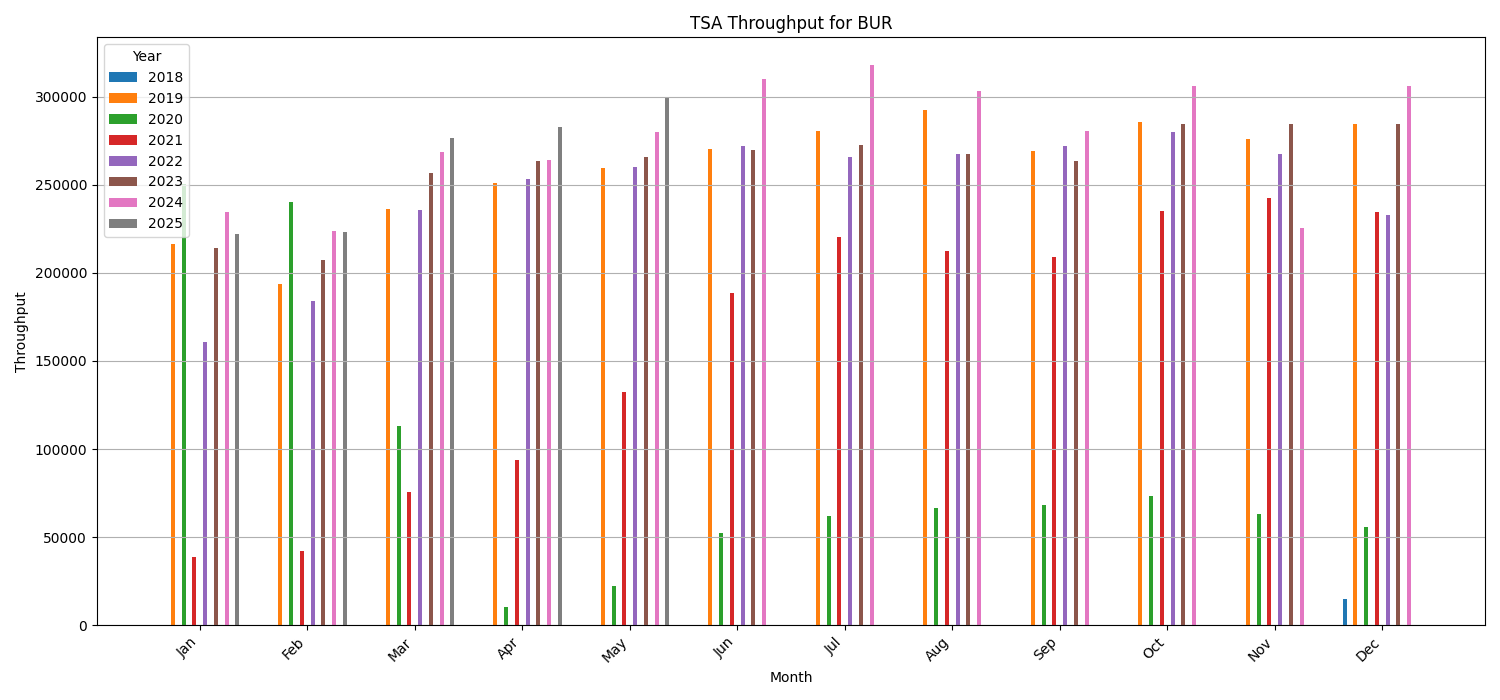 TSA Throughput for BUR
Year
2018
2019
2020
2021
2022
2023
2024
2025
Throughput
300000
250000
200000
150000
100000
50000
0
Jan
Feb
Mar
Apr
May
Jun
Jul
Aug
Sep
Oct
Nov
Dec
Month